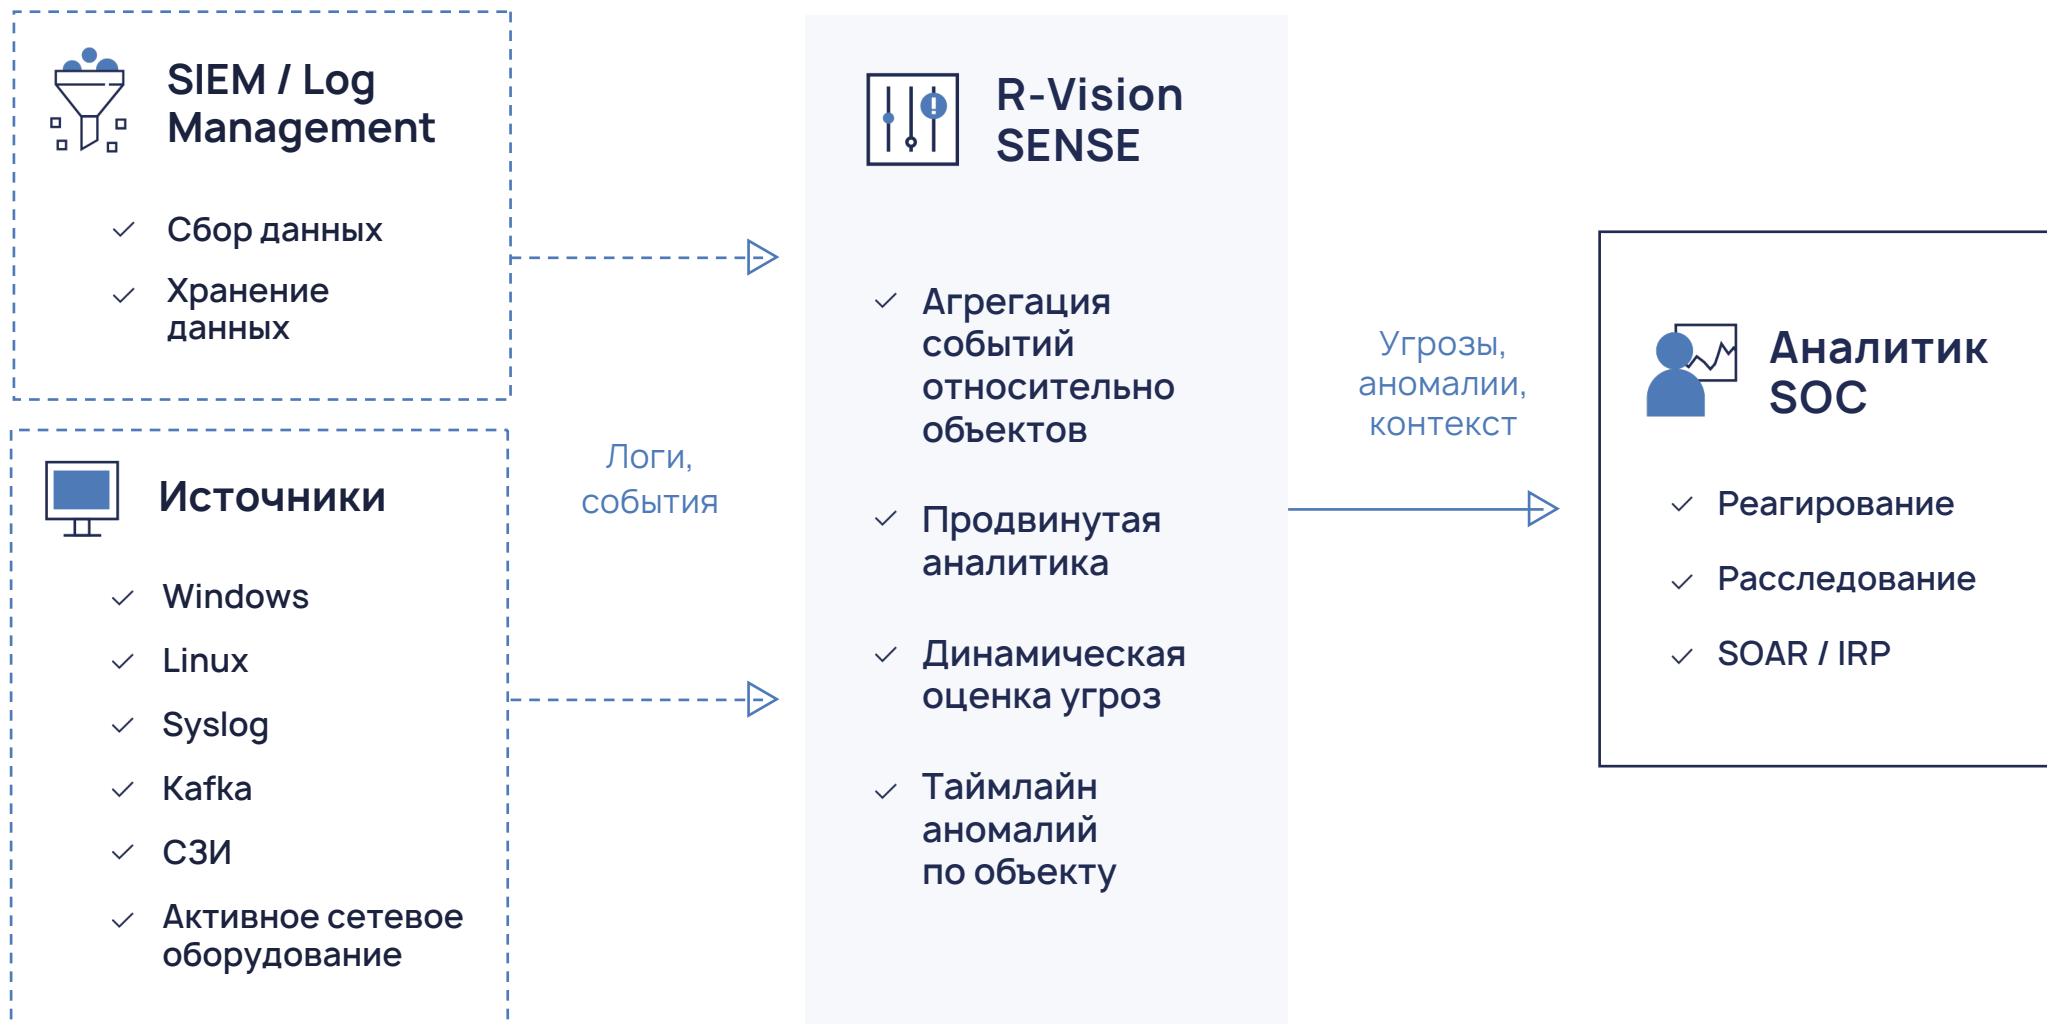 SIEM / Log
Management
Сбор данных
Хранение
данных
Источники
Windows
Linux
Syslog
Kafka
СЗИ
Активное сетевое
оборудование
Логи,
события
R-Vision
SENSE
Агрегация
событий
относительно
объектов
Продвинутая
аналитика
Динамическая
оценка угроз
Таймлайн
аномалий
по объекту
Угрозы,
аномалии,
контекст
Аналитик
SOC
Реагирование
Расследование
SOAR / IRP